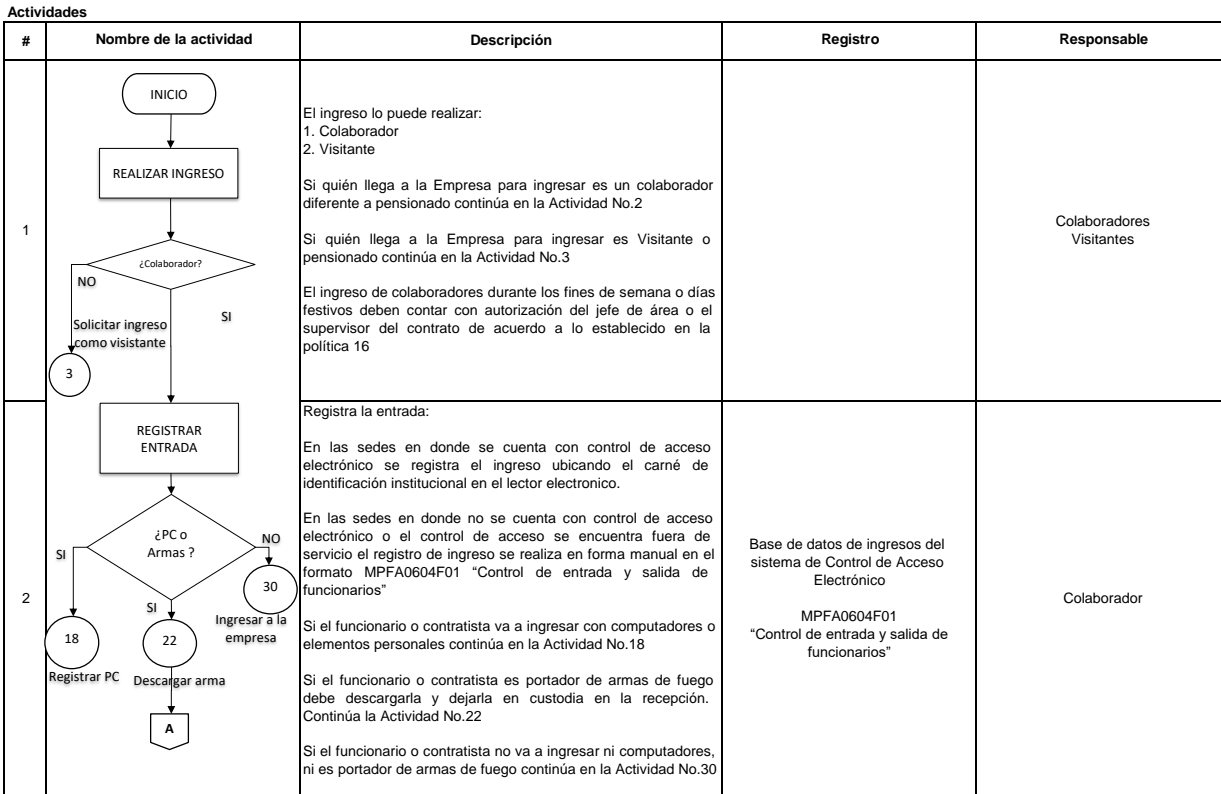 Actividades
# Nombre de la actividad Descripción Registro Responsable
1
INICIO
REALIZAR INGRESO
¿Colaborador?
NO
SI
Solicitar ingreso
como visistante
3
El ingreso lo puede realizar:
1. Colaborador
2. Visitante
Si quién llega a la Empresa para ingresar es un colaborador
diferente a pensionado continúa en la Actividad No.2
Si quién llega a la Empresa para ingresar es Visitante o
pensionado continúa en la Actividad No.3
El ingreso de colaboradores durante los fines de semana o días
festivos deben contar con autorización del jefe de área o el
supervisor del contrato de acuerdo a lo establecido en la
política 16
Colaboradores
Visitantes
2
REGISTRAR
ENTRADA
¿PC o
Armas ?
SI
NO
SI
30
Ingresar a la
empresa
18
Registrar PC
22
Descargar arma
A
Registra la entrada:
En las sedes en donde se cuenta con control de acceso
electrónico se registra el ingreso ubicando el carné de
identificación institucional en el lector electronico.
En las sedes en donde no se cuenta con control de acceso
electrónico o el control de acceso se encuentra fuera de
servicio el registro de ingreso se realiza en forma manual en el
formato MPFA0604F01 “Control de entrada y salida de
funcionarios”
Si el funcionario o contratista va a ingresar con computadores o
elementos personales continúa en la Actividad No.18
Si el funcionario o contratista es portador de armas de fuego
debe descargarla y dejarla en custodia en la recepción.
Continúa la Actividad No.22
Si el funcionario o contratista no va a ingresar ni computadores,
ni es portador de armas de fuego continúa en la Actividad No.30
Base de datos de ingresos del
sistema de Control de Acceso
Electrónico
MPFA0604F01
“Control de entrada y salida de
funcionarios”
Colaborador